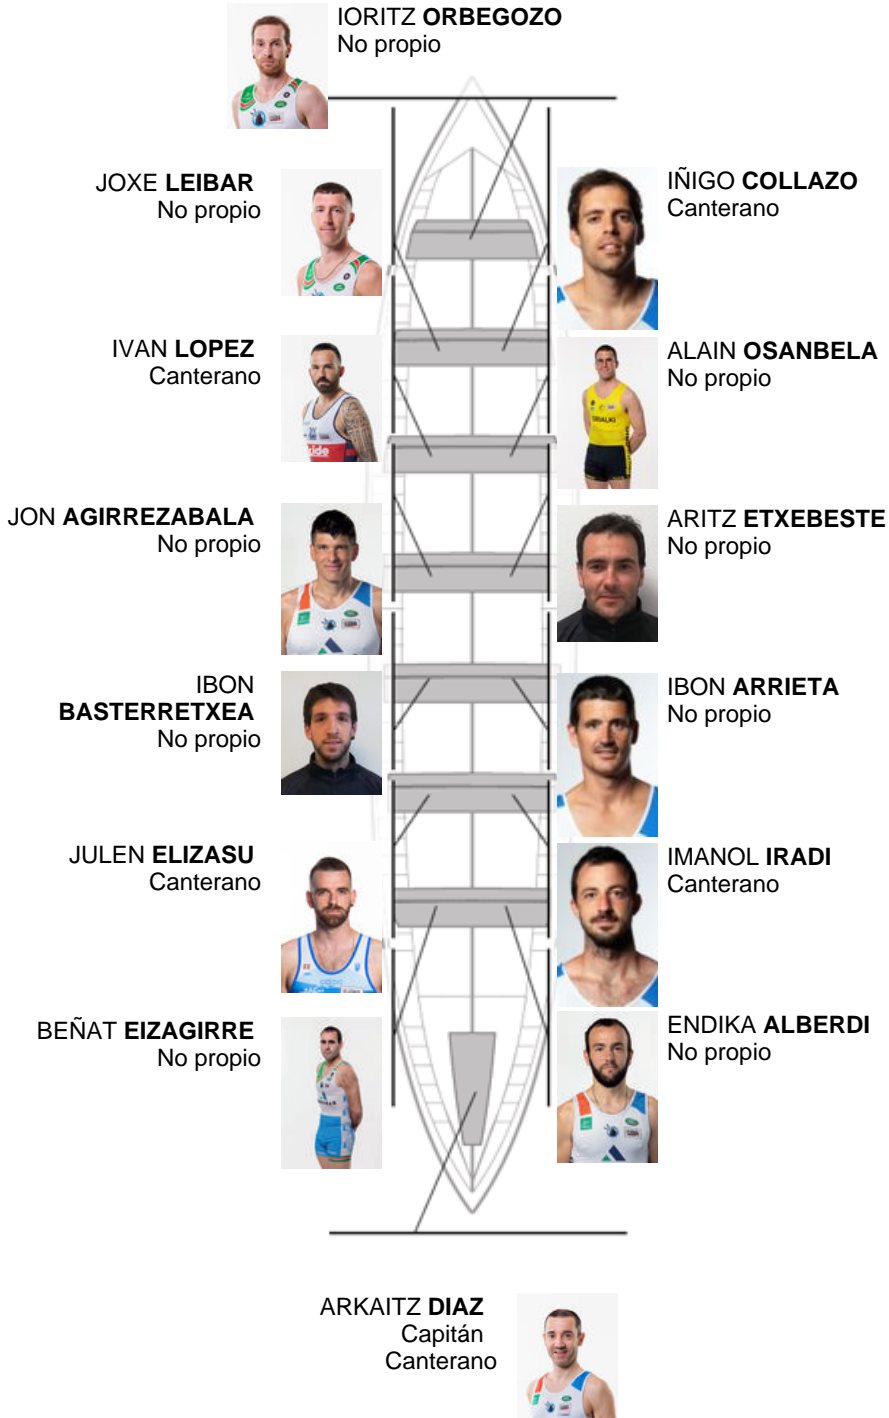 IORITZ ORBEGOZO
No propio
JOXE LEIBAR
No propio
IÑIGO COLLAZO
Canterano
IVAN LOPEZ
Canterano
ALAIN OSANBELA
No propio
JON AGIRREZABALA
No propio
ARITZ ETXEBESTE
No propio
IBON
BASTERRETXEA
No propio
IBON ARRIETA
No propio
JULEN ELIZASU
Canterano
IMANOL IRADI
Canterano
BEÑAT EIZAGIRRE
No propio
ENDIKA ALBERDI
No propio
ARKAITZ DIAZ
Capitán
Canterano